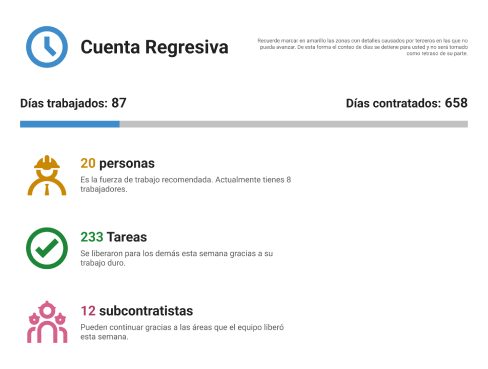 Cuenta Regresiva
Recuerde marcar en amarillo las zonas con detalles causados por terceros en las que no
pueda avanzar. De esta forma el conteo de días se detiene para usted y no será tomado
como retraso de su parte.
Días trabajados: 87
Días contratados: 658
20 personas
Es la fuerza de trabajo recomendada. Actualmente tienes 8
trabajadores.
233 Tareas
Se liberaron para los demás esta semana gracias a su
trabajo duro.
12 subcontratistas
Pueden continuar gracias a las áreas que el equipo liberó
esta semana.